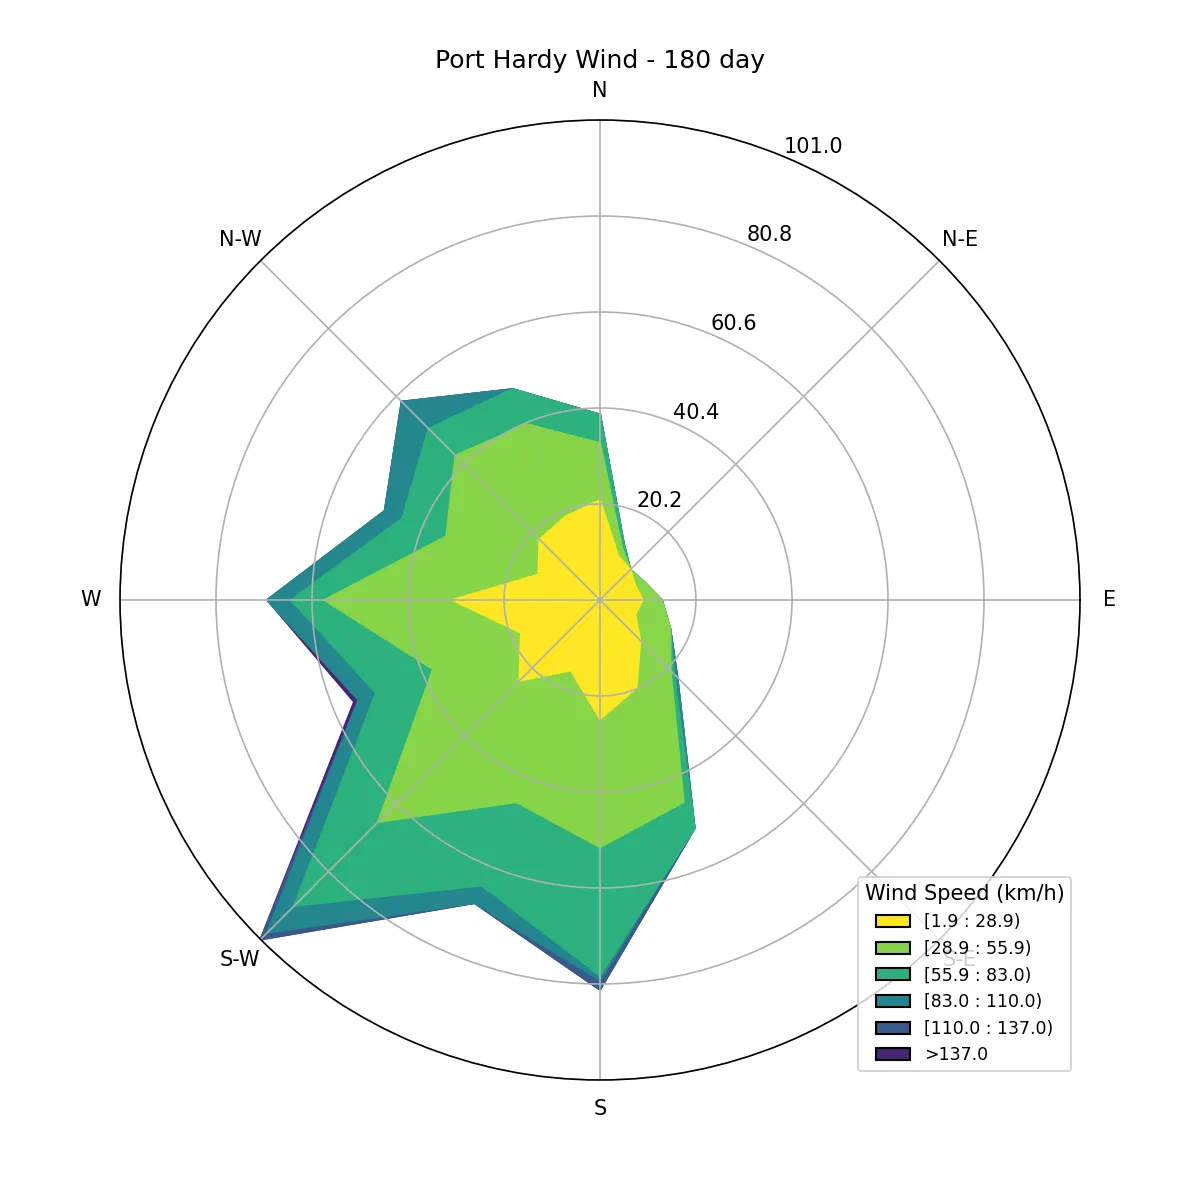 Port Hardy Wind - 180 day
N
101.0
N-W
80.8
N-E
60.6
40.4
20.2
W
E
S-W
S-E
Wind Speed (km/h)
[1.9 : 28.9)
[28.9 : 55.9)
[55.9 : 83.0)
[83.0 : 110.0)
[110.0 : 137.0)
>137.0
S